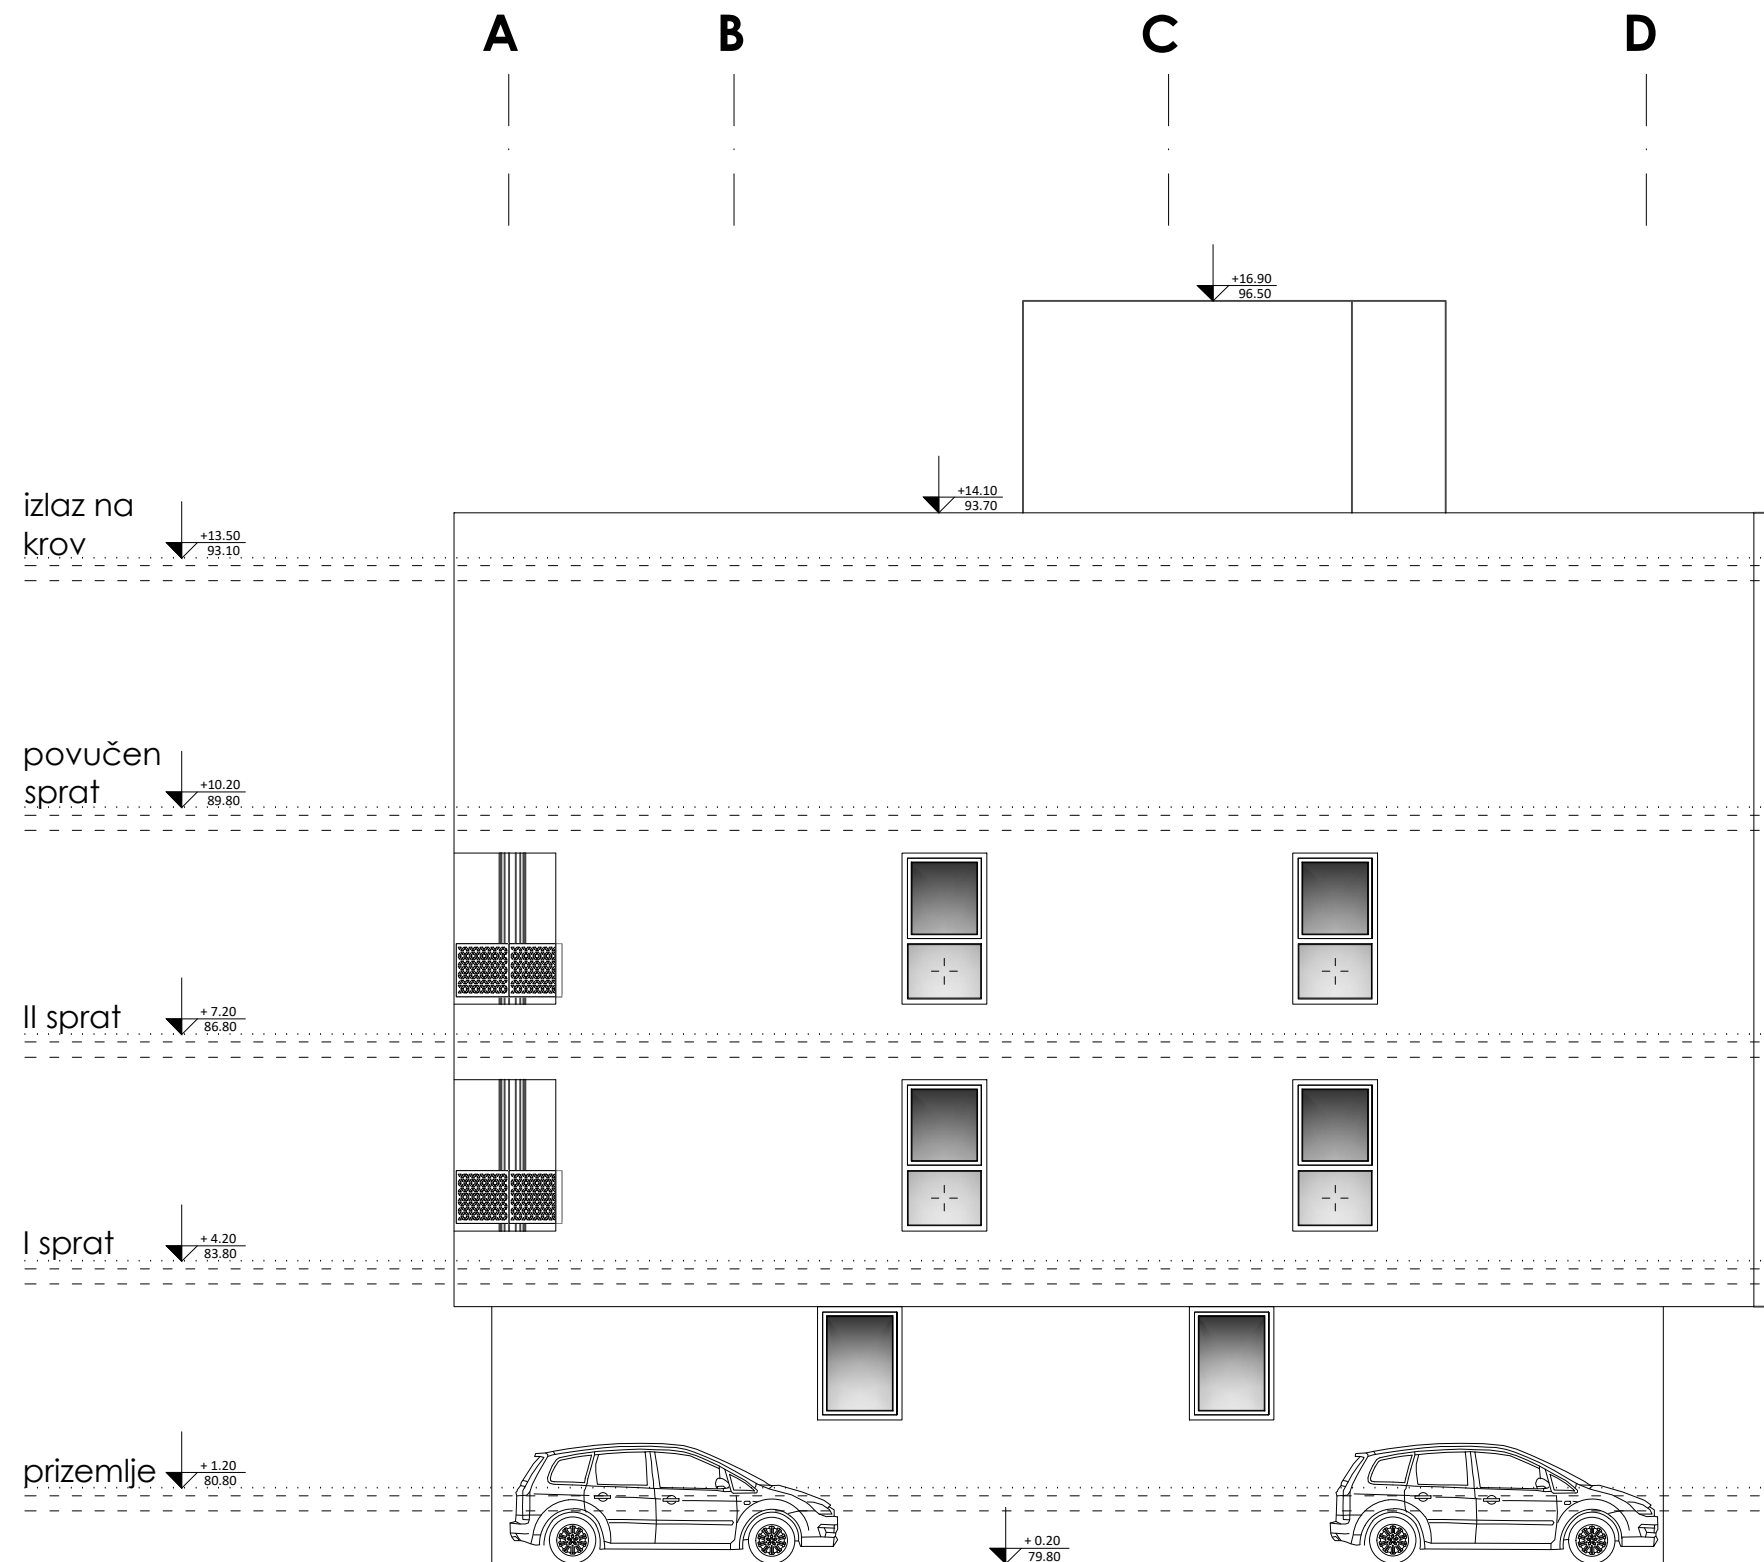 A B C D
+16.90
96.50
+14.10
93.70
izlaz na
krov
+13.50
93.10
povučen
sprat
+10.20
89.80
II sprat
+ 7.20
86.80
I sprat
+ 4.20
83.80
prizemlje
+ 1.20
80.80
+ 0.20
79.80